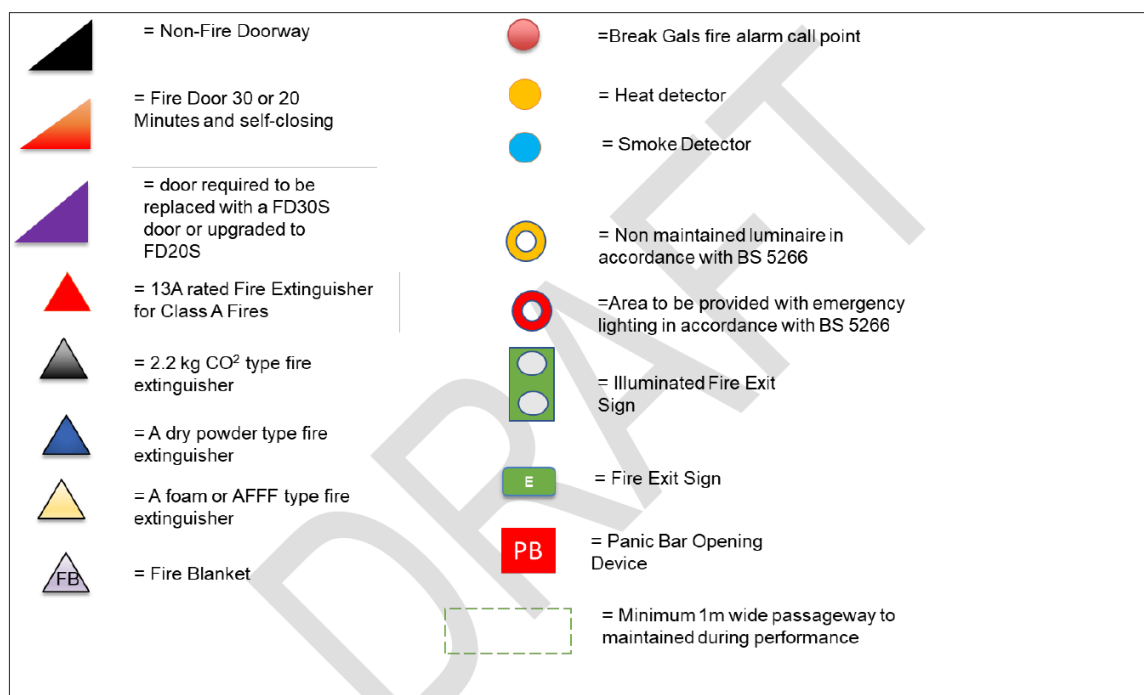 = Non-Fire Doorway
= Fire Door 30 or 20
Minutes and self-closing
= door required to be
replaced with a FD30S
door or upgraded to
FD20S
= 13A rated Fire Extinguisher
for Class A Fires
= 2.2 kg CO² type fire
extinguisher
= A dry powder type fire
extinguisher
= A foam or AFFF type fire
extinguisher
FB
= Fire Blanket
=Break Gals fire alarm call point
= Heat detector
= Smoke Detector
= Non maintained luminaire in
accordance with BS 5266
=Area to be provided with emergency
lighting in accordance with BS 5266
= Illuminated Fire Exit
Sign
E
= Fire Exit Sign
PB
= Panic Bar Opening
Device
= Minimum 1m wide passageway to
maintained during performance
DRAFT